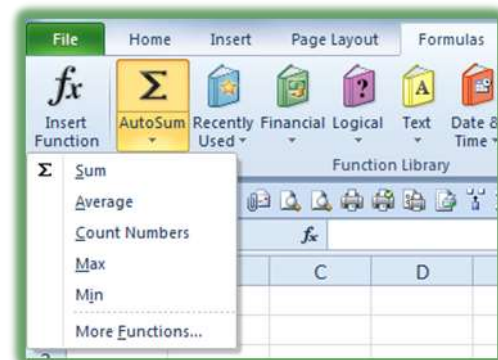 File Home Insert Page Layout Formulas
fx Σ ? A
Insert Function AutoSum Recently Used Financial Logical Text Date & Time
Function Library
Σ Sum
Average
Count Numbers
Max
Min
More Functions...
fx
C D